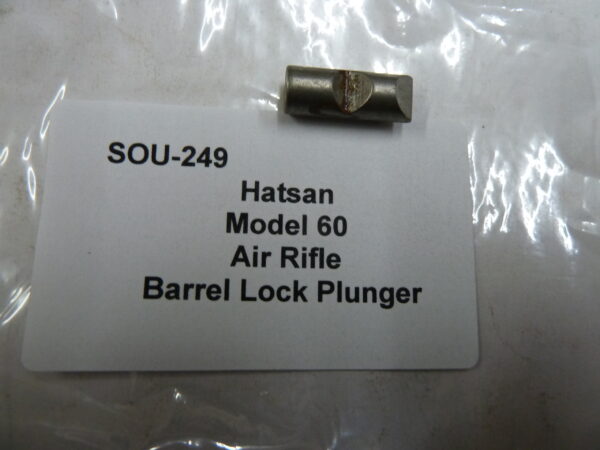 SOU-249
Hatsan
Model 60
Air Rifle
Barrel Lock Plunger